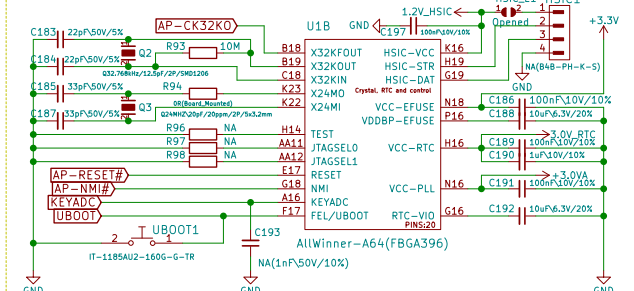 HSIC1
1.2V_HSIC
Opened
+3.3V
AP-CK32KO
C183 22pF\50V/5%
C184 22pF\50V/5%
Q2
Q32.768kHz/12.5pF/2P/SMD1206
R93 10M
C185 33pF\50V/5%
R94
0R(Board_Mounted)
Q3
Q24MHZ\20pF/20ppm/2P/5x3.2mm
C187 33pF\50V/5%
R96 NA
R97 NA
R98 NA
AP-RESET#
AP-NMI#
KEYADC
UBOOT
UBOOT1
2 1
IT-1185AU2-160G-G-TR
C193
NA(1nF\50V/10%)
GND
GND
U1B
GND
C197 100nF\10V/10%
B18 X32KFOUT
B19 X32KOUT
C18 X32KIN
K23 X24MO
K22 X24MI
H14 TEST
AA11 JTAGSEL0
AA12 JTAGSEL1
E17 RESET
G18 NMI
A16 KEYADC
F17 FEL/UBOOT
HSIC-VCC K16
HSIC-STR H19
HSIC-DAT G19
Crystal, RTC and control
VCC-EFUSE N18
VDDBP-EFUSE P16
VCC-RTC H16
VCC-PLL N16
RTC-VIO G16
PINS:20
AllWinner-A64(FBGA396)
1
2
3
4
NA(B4B-PH-K-S)
GND
C186 100nF\10V/10%
C188 10uF\6.3V/20%
3.0V_RTC
C189 100nF\10V/10%
C190 1uF\10V/10%
+3.0VA
C191 100nF\10V/10%
C192 10uF\6.3V/20%
GND